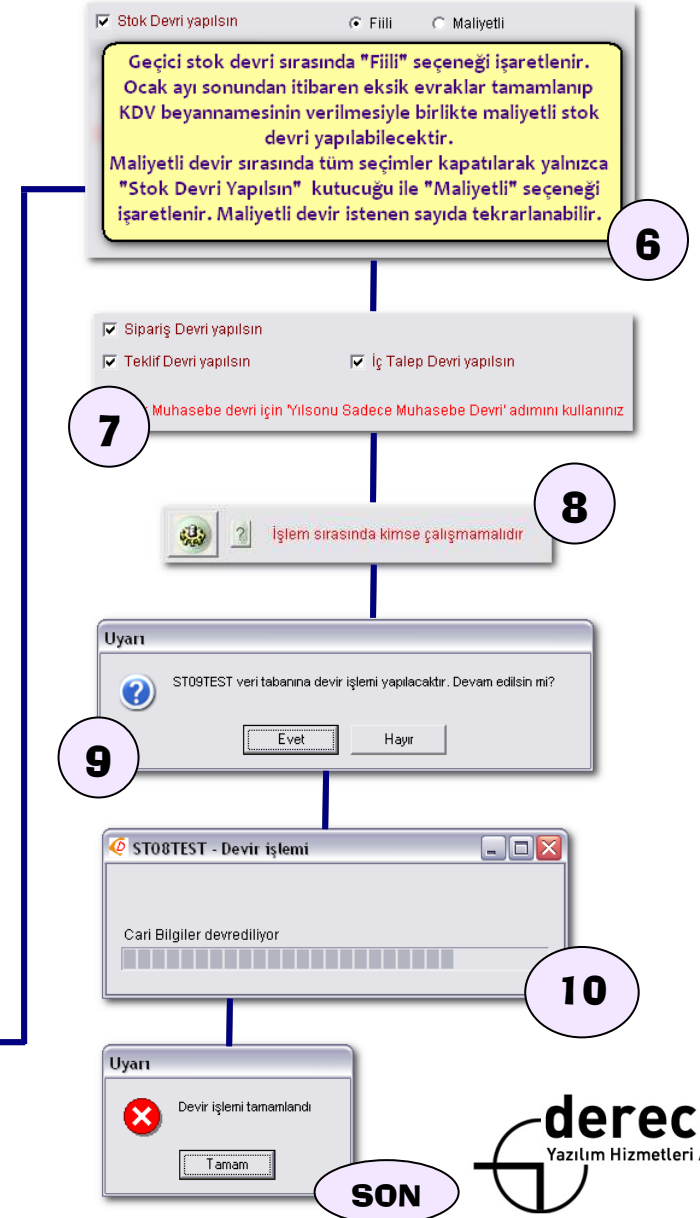 Stok Devri yapılsın Fiili Maliyetli
Geçici stok devri sırasında "Fiili" seçeneği işaretlenir.
Ocak ayı sonundan itibaren eksik evraklar tamamlanıp
KDV beyannamesinin verilmesiyle birlikte maliyetli stok
devri yapılabilecektir.
Maliyetli devir sırasında tüm seçimler kapatılarak yalnızca
"Stok Devri Yapılsın" kutucuğu ile "Maliyetli" seçeneği
işaretlenir. Maliyetli devir istenen sayıda tekrarlanabilir.
6
Sipariş Devri yapılsın
Teklif Devri yapılsın İç Talep Devri yapılsın
7
Muhasebe devri için 'Yılsonu Sadece Muhasebe Devri' adımını kullanınız
8
İşlem sırasında kimse çalışmamalıdır
Uyarı
ST09TEST veri tabanına devir işlemi yapılacaktır. Devam edilsin mi?
Evet Hayır
9
ST08TEST - Devir işlemi
Cari Bilgiler devrediliyor
10
Uyarı
Devir işlemi tamamlandı
Tamam
SON
derec
Yazılım Hizmetleri